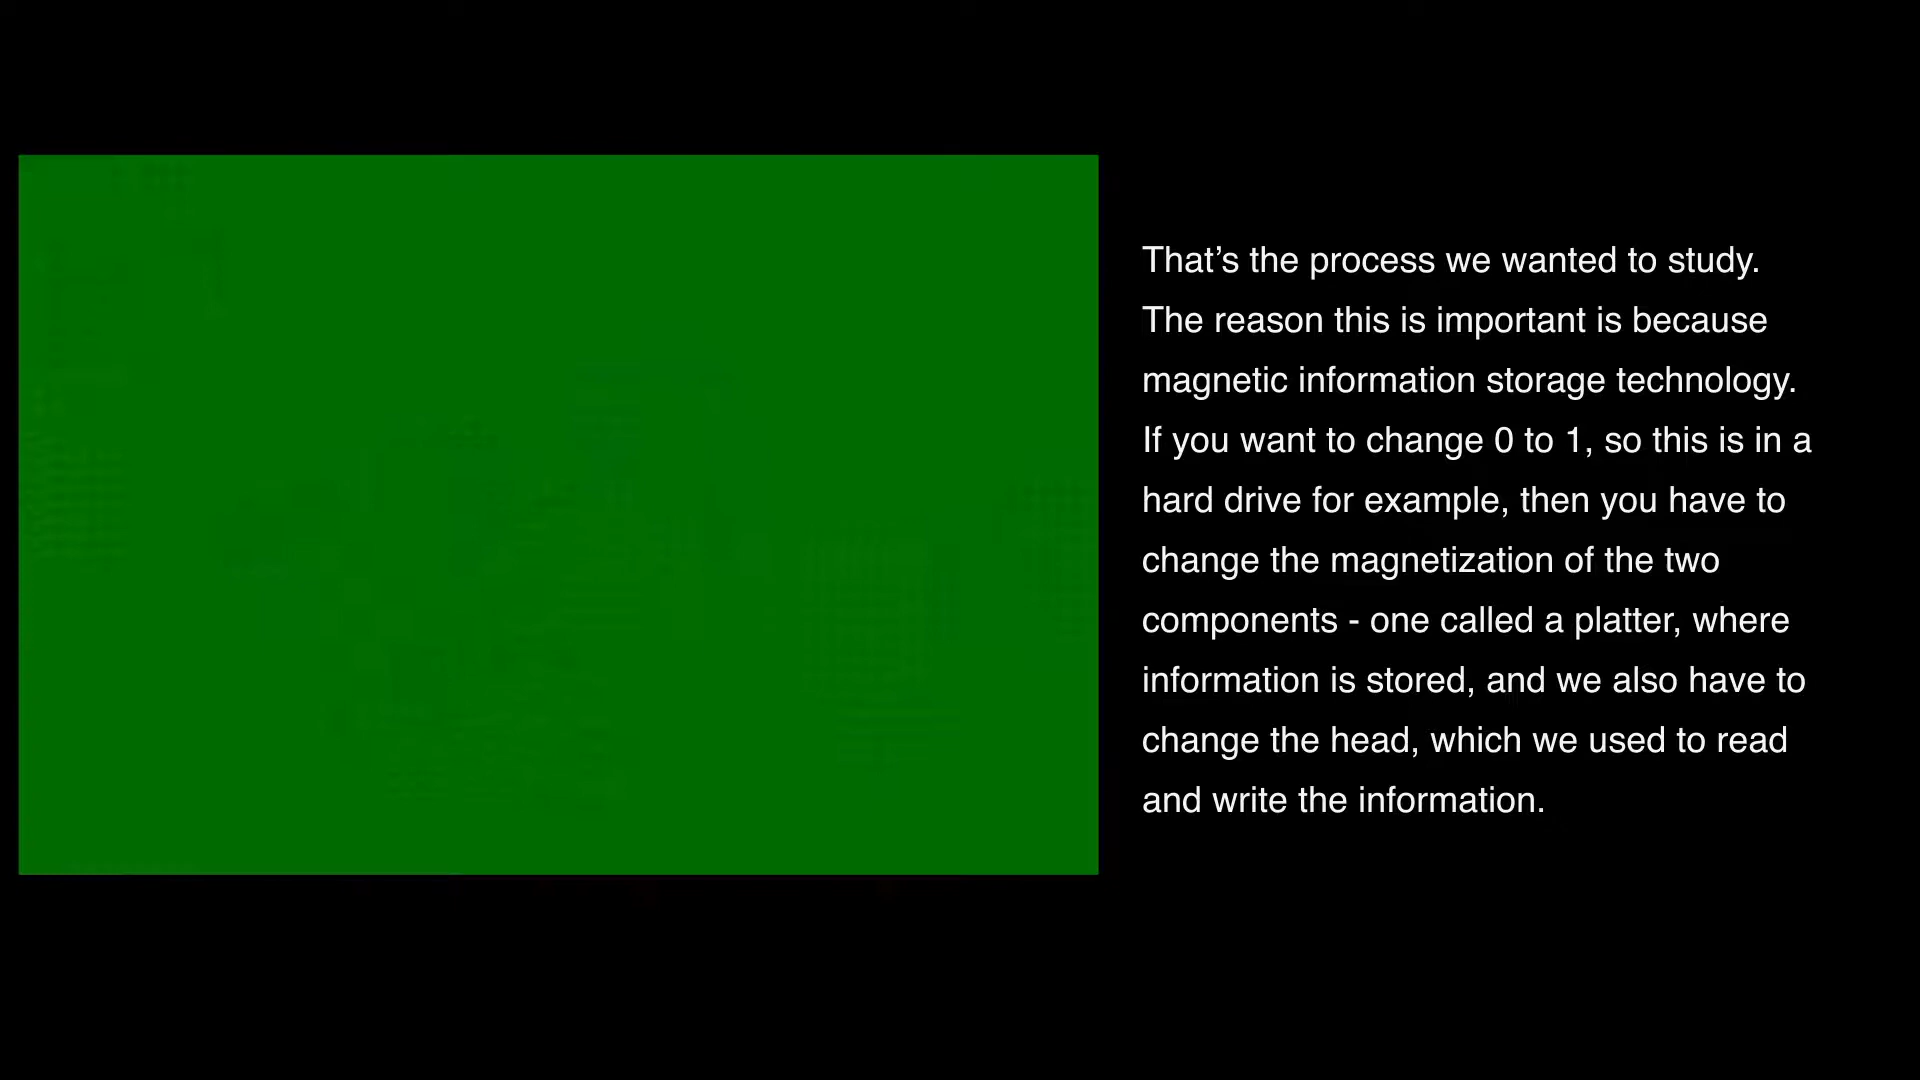 That’s the process we wanted to study.
The reason this is important is because
magnetic information storage technology.
If you want to change 0 to 1, so this is in a
hard drive for example, then you have to
change the magnetization of the two
components - one called a platter, where
information is stored, and we also have to
change the head, which we used to read
and write the information.